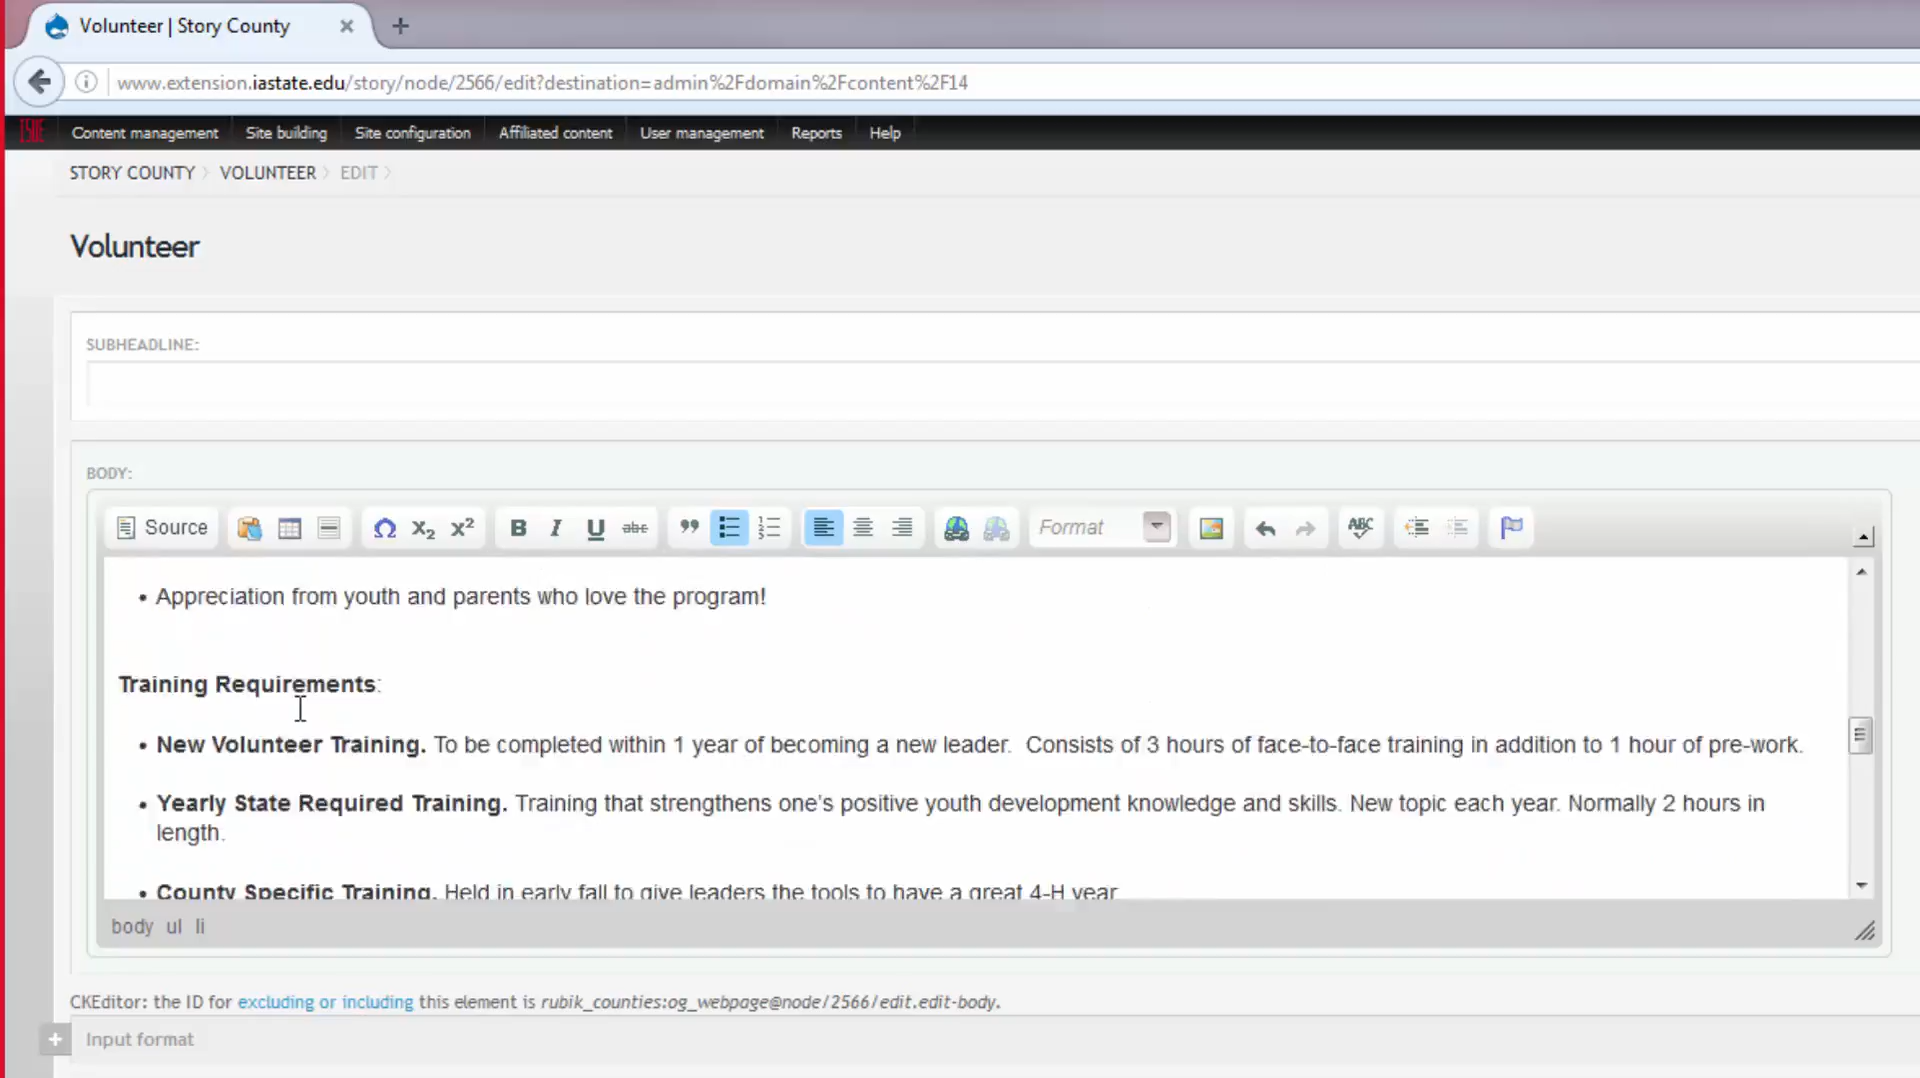 Volunteer | Story County
www.extension.iastate.edu/story/node/2566/edit?destination=admin%2Fdomain%2Fcontent%2F14
Content management Site building Site configuration Affiliated content User management Reports Help
STORY COUNTY VOLUNTEER EDIT
Volunteer
SUBHEADLINE:
BODY:
Source Ω X₂ X² B I U abc Format ABC
• Appreciation from youth and parents who love the program!
Training Requirements:
• New Volunteer Training. To be completed within 1 year of becoming a new leader.  Consists of 3 hours of face-to-face training in addition to 1 hour of pre-work.
• Yearly State Required Training. Training that strengthens one's positive youth development knowledge and skills. New topic each year. Normally 2 hours in
length.
• County Specific Training. Held in early fall to give leaders the tools to have a great 4-H year
body ul li
CKEditor: the ID for excluding or including this element is rubik_counties:og_webpage@node/2566/edit.edit-body.
Input format